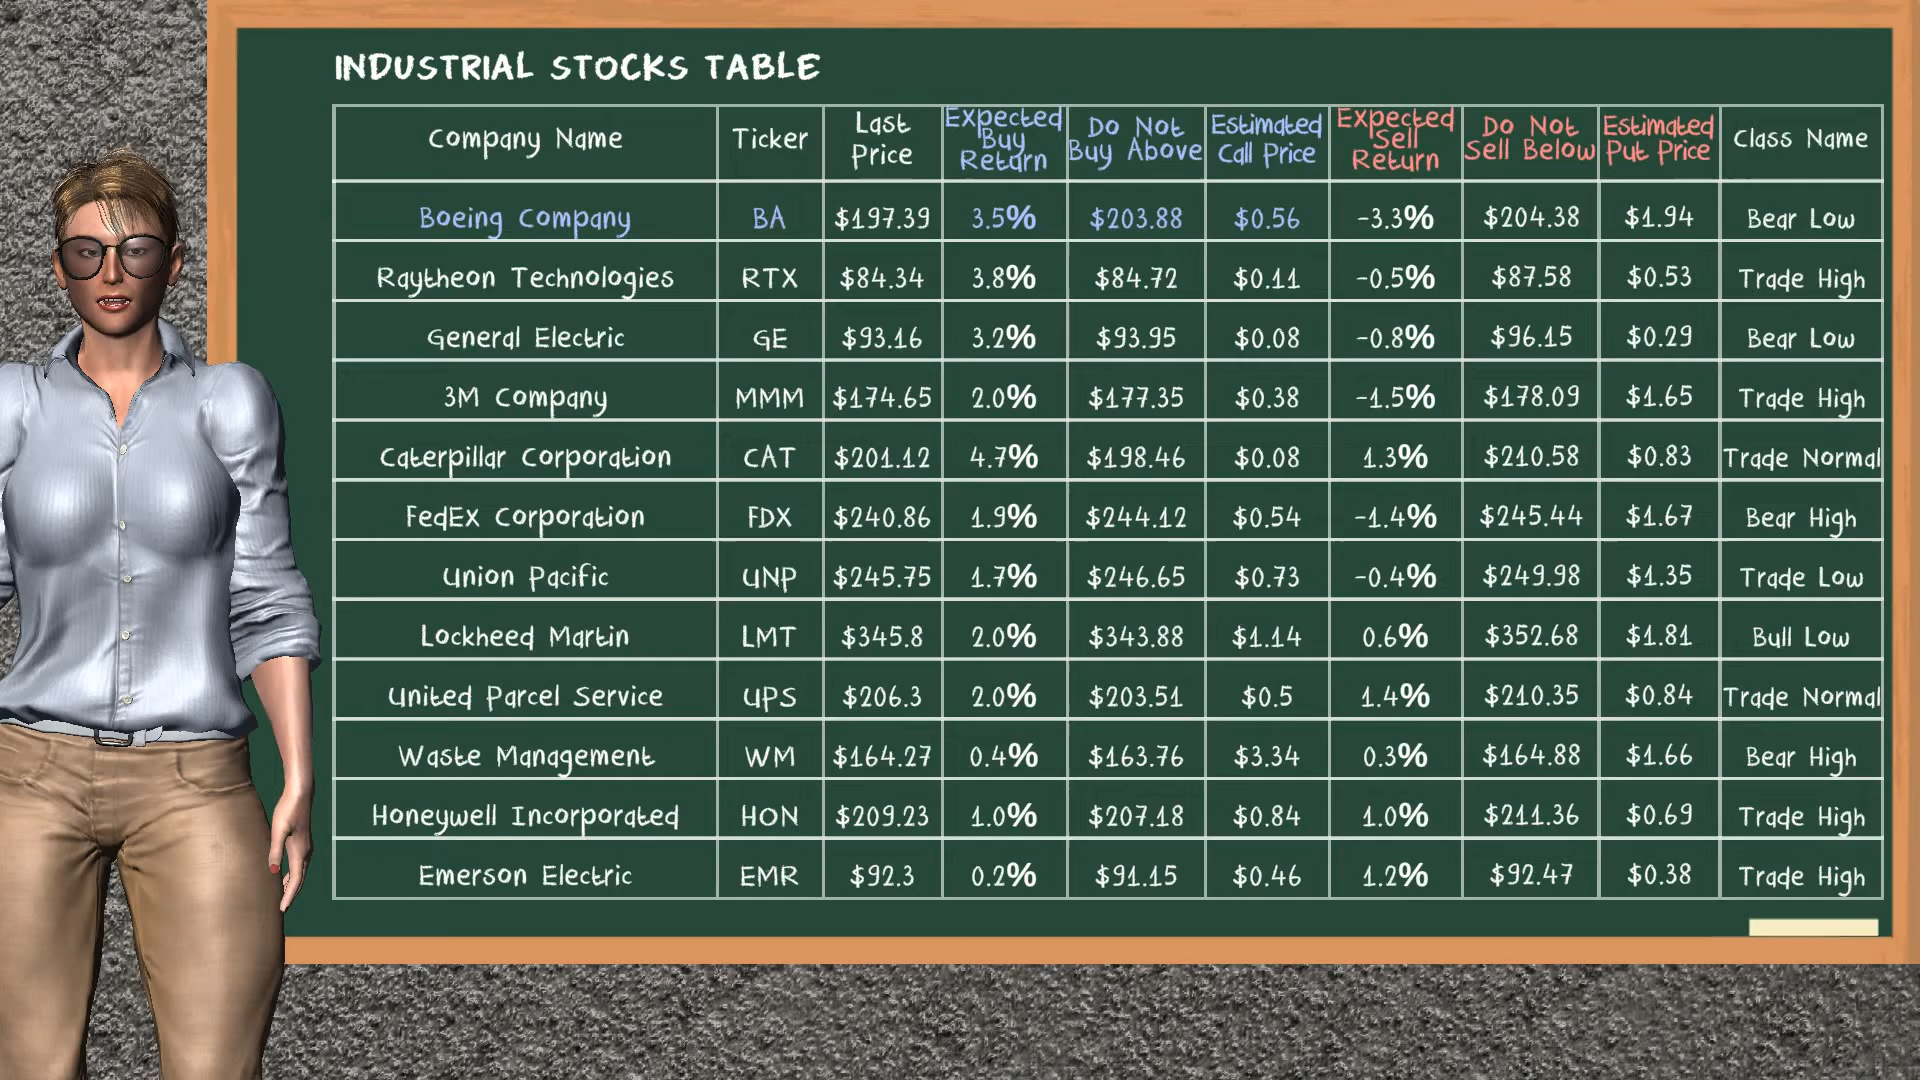 INDUSTRIAL STOCKS TABLE
Company Name Ticker Last Price Expected Buy Return Do Not Buy Above Estimated Call Price Expected Sell Return Do Not Sell Below Estimated Put Price Class Name
Boeing Company BA $197.39 3.5% $203.88 $0.56 -3.3% $204.38 $1.94 Bear Low
Raytheon Technologies RTX $84.34 3.8% $84.72 $0.11 -0.5% $87.58 $0.53 Trade High
General Electric GE $93.16 3.2% $93.95 $0.08 -0.8% $96.15 $0.29 Bear Low
3M Company MMM $174.65 2.0% $177.35 $0.38 -1.5% $178.09 $1.65 Trade High
Caterpillar Corporation CAT $201.12 4.7% $198.46 $0.08 1.3% $210.58 $0.83 Trade Normal
FedEx Corporation FDX $240.86 1.9% $244.12 $0.54 -1.4% $245.44 $1.67 Bear High
Union Pacific UNP $245.75 1.7% $246.65 $0.73 -0.4% $249.98 $1.35 Trade Low
Lockheed Martin LMT $345.8 2.0% $343.88 $1.14 0.6% $352.68 $1.81 Bull Low
United Parcel Service UPS $206.3 2.0% $203.51 $0.5 1.4% $210.35 $0.84 Trade Normal
Waste Management WM $164.27 0.4% $163.76 $3.34 0.3% $164.88 $1.66 Bear High
Honeywell Incorporated HON $209.23 1.0% $207.18 $0.84 1.0% $211.36 $0.69 Trade High
Emerson Electric EMR $92.3 0.2% $91.15 $0.46 1.2% $92.47 $0.38 Trade High